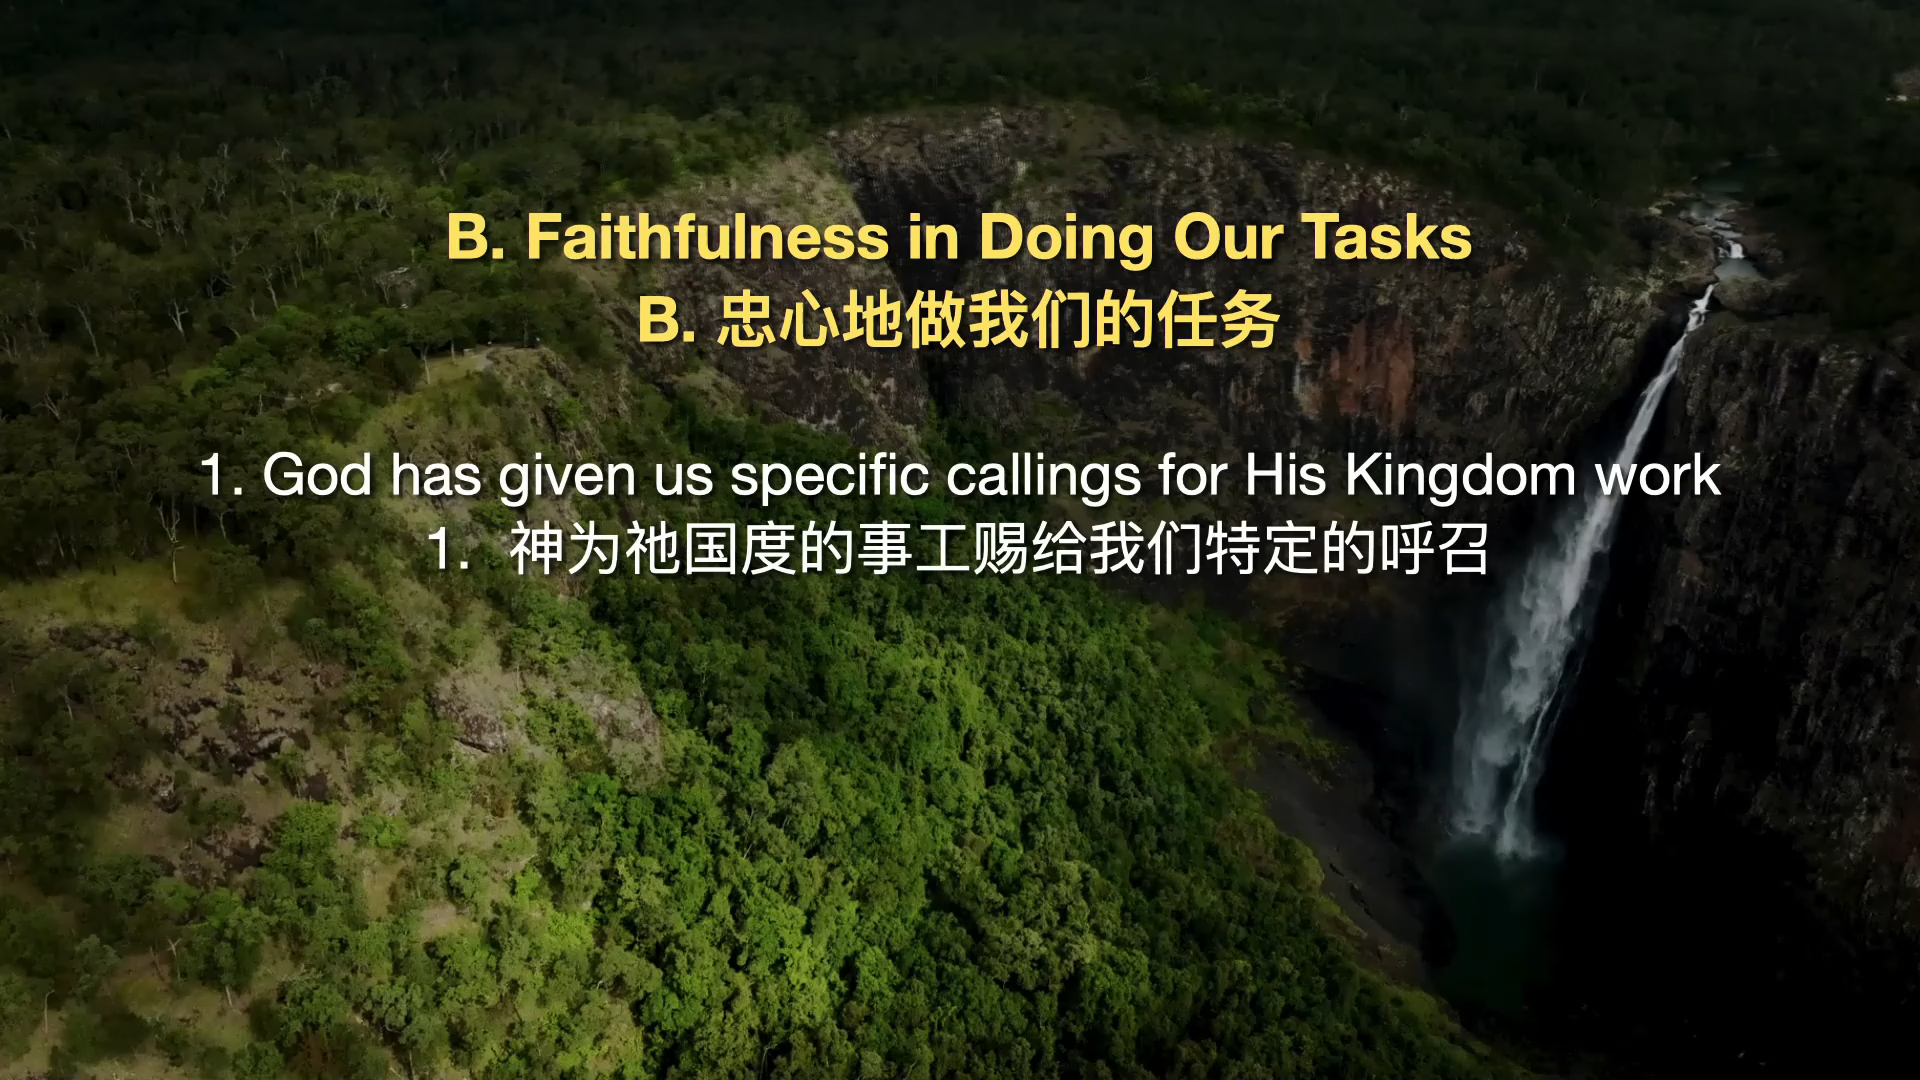 B. Faithfulness in Doing Our Tasks
B. 忠心地做我们的任务
1. God has given us specific callings for His Kingdom work
1. 神为祂国度的事工赐给我们特定的呼召